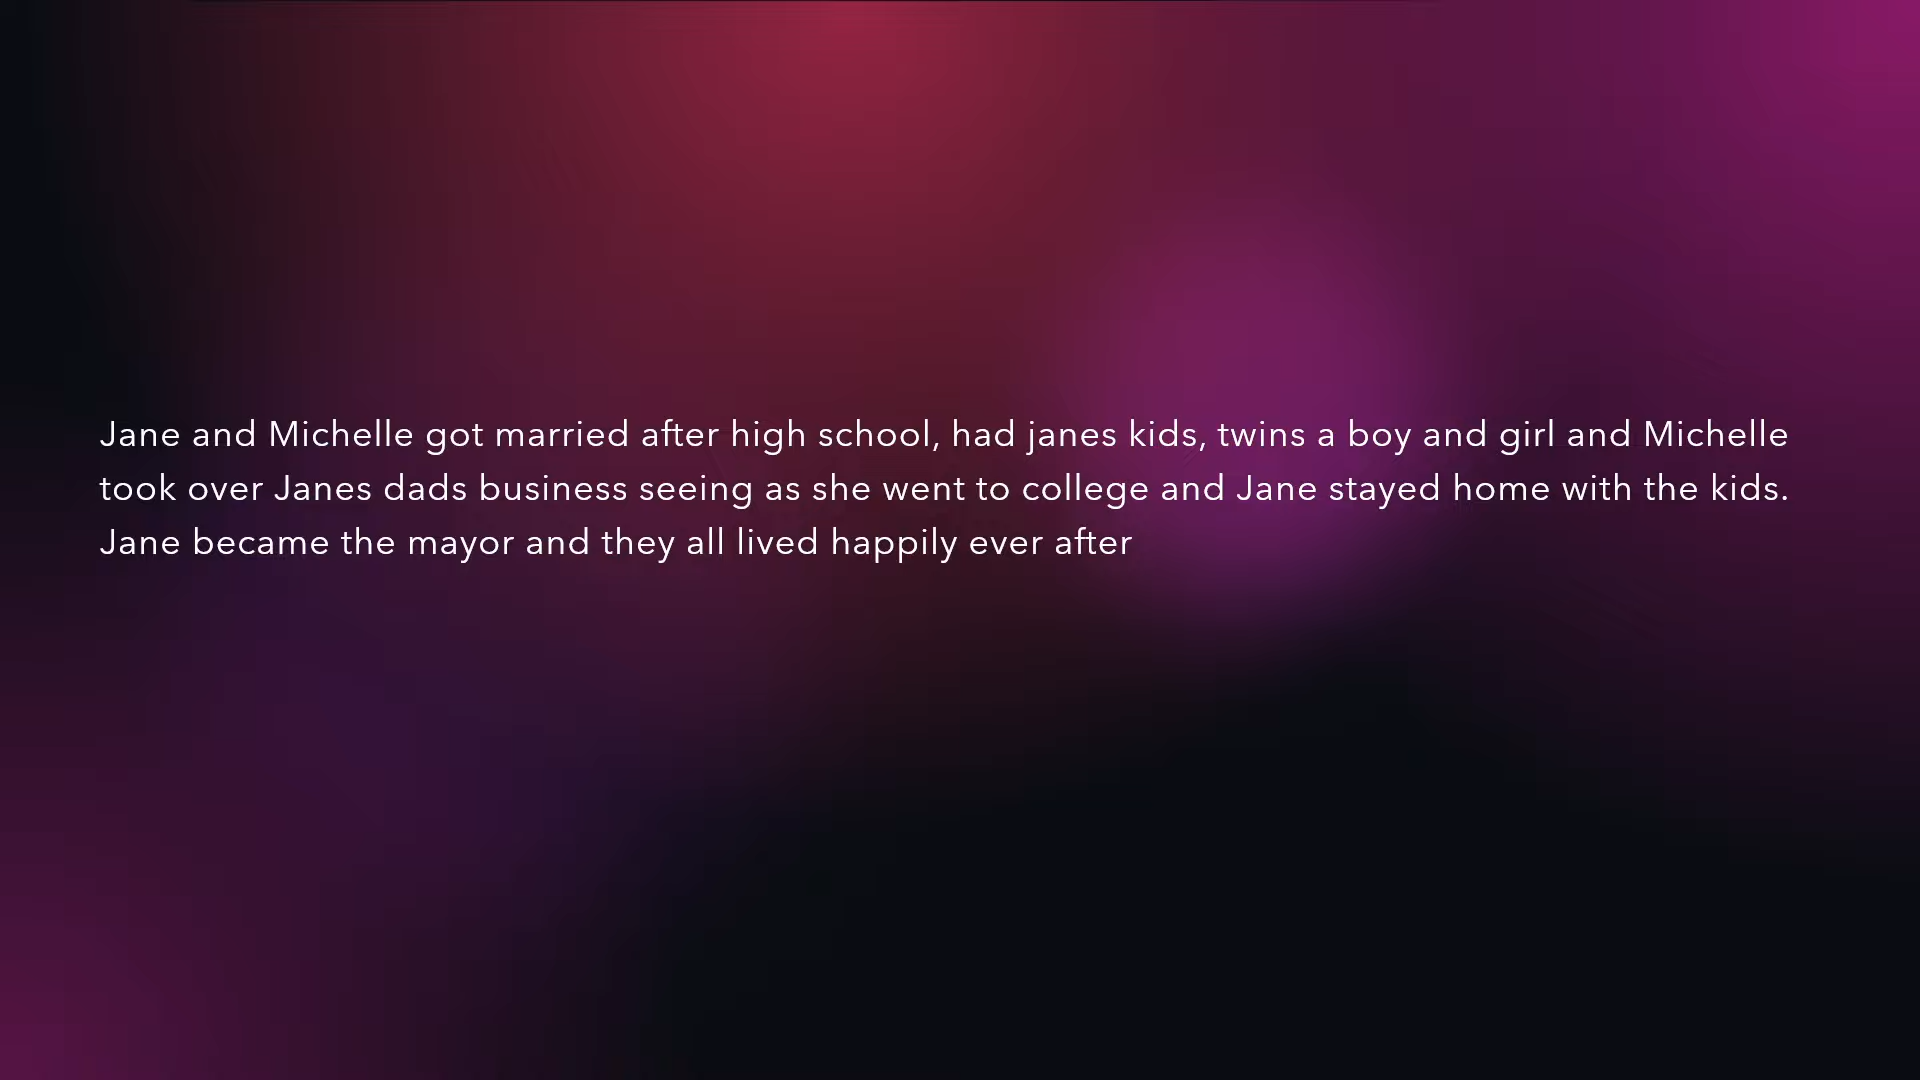 Jane and Michelle got married after high school, had janes kids, twins a boy and girl and Michelle
took over Janes dads business seeing as she went to college and Jane stayed home with the kids.
Jane became the mayor and they all lived happily ever after